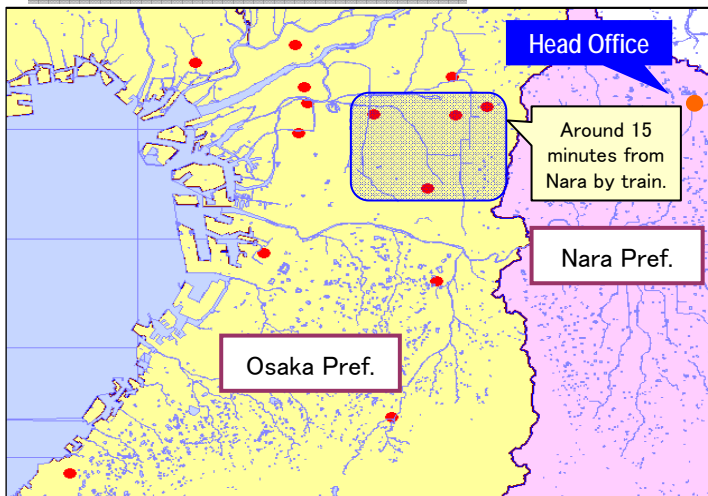 Head Office
Around 15
minutes from
Nara by train.
Nara Pref.
Osaka Pref.